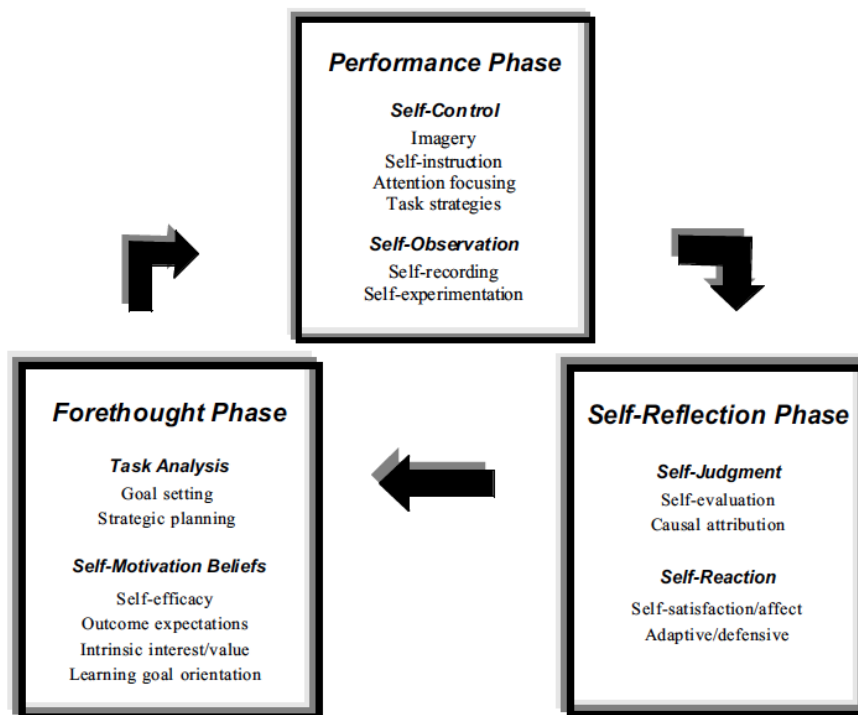 Performance Phase
Self-Control
Imagery
Self-instruction
Attention focusing
Task strategies
Self-Observation
Self-recording
Self-experimentation
Forethought Phase
Task Analysis
Goal setting
Strategic planning
Self-Motivation Beliefs
Self-efficacy
Outcome expectations
Intrinsic interest/value
Learning goal orientation
Self-Reflection Phase
Self-Judgment
Self-evaluation
Causal attribution
Self-Reaction
Self-satisfaction/affect
Adaptive/defensive